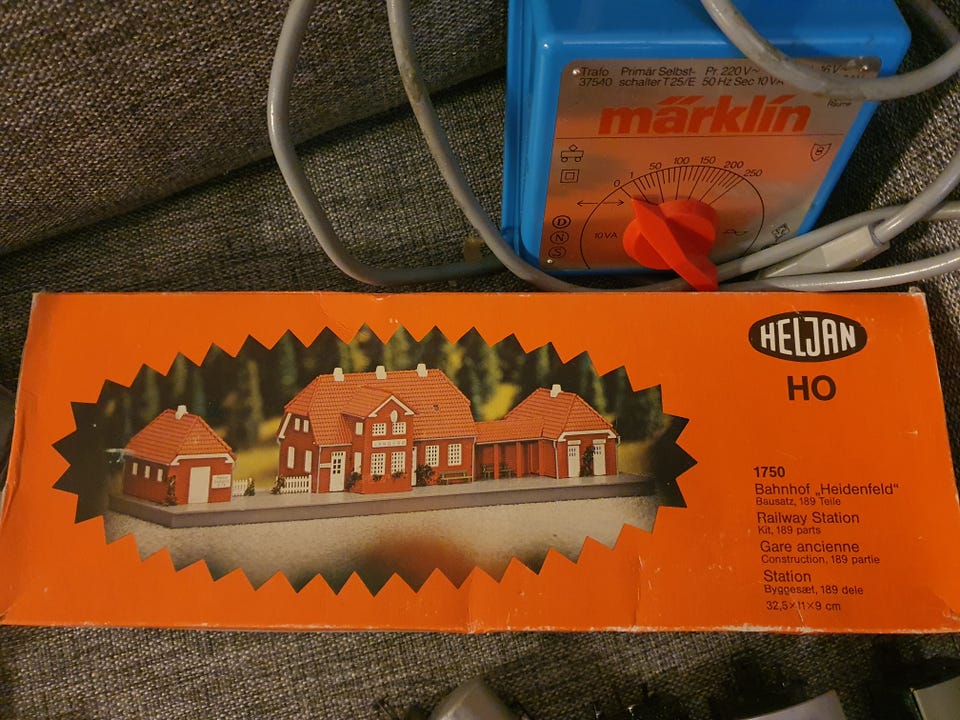 Trafo Primär Selbst- Pr. 220 V~ 16 V~
37540 schalter T 25/E 50 Hz Sec 10 VA
Räume
märklin
0 1 50 100 150 200 250
10 VA
D
N
S
HELJAN
HO
1750
Bahnhof „Heidenfeld"
Bausatz, 189 Teile
Railway Station
Kit, 189 parts
Gare ancienne
Construction, 189 partie
Station
Byggesæt, 189 dele
32,5×11×9 cm